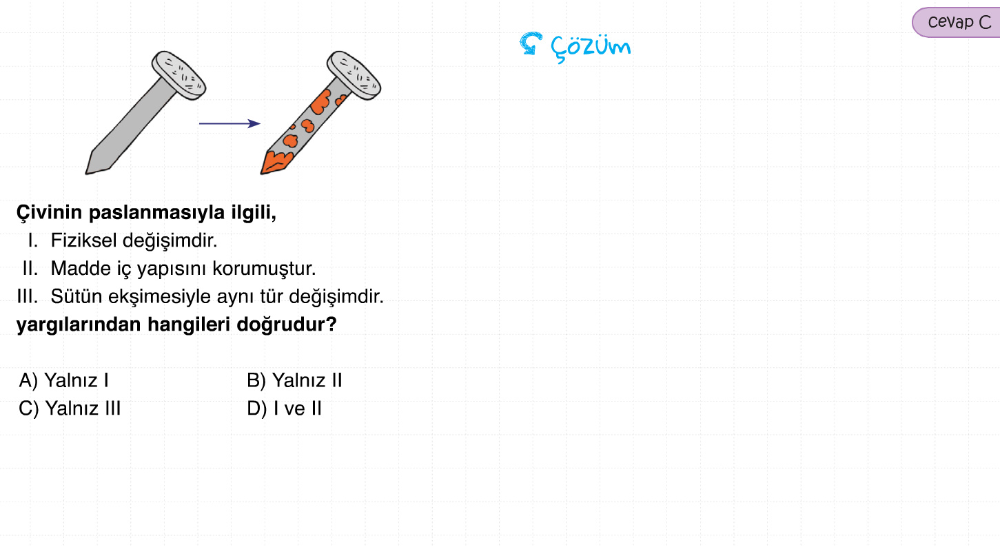 cevap C
Çözüm
Çivinin paslanmasıyla ilgili,
I. Fiziksel değişimdir.
II. Madde iç yapısını korumuştur.
III. Sütün ekşimesiyle aynı tür değişimdir.
yargılarından hangileri doğrudur?
A) Yalnız I B) Yalnız II
C) Yalnız III D) I ve II